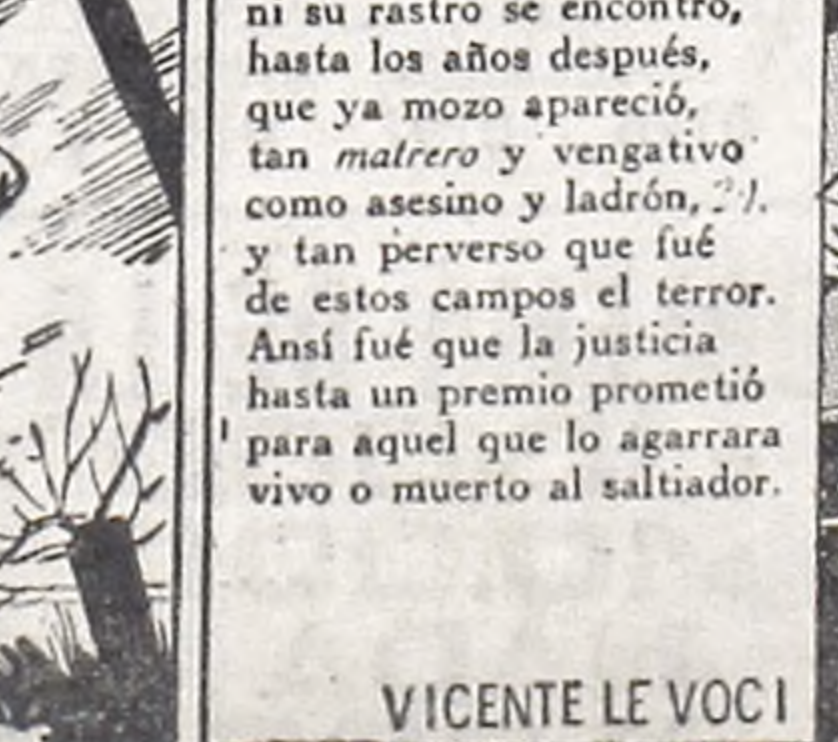 ni su rastro se encontro,
hasta los años después,
que ya mozo apareció,
tan matrero y vengativo
como asesino y ladrón,
y tan perverso que fué
de estos campos el terror.
Ansí fué que la justicia
hasta un premio prometió
para aquel que lo agarrara
vivo o muerto al saltiador.
VICENTE LE VOCI